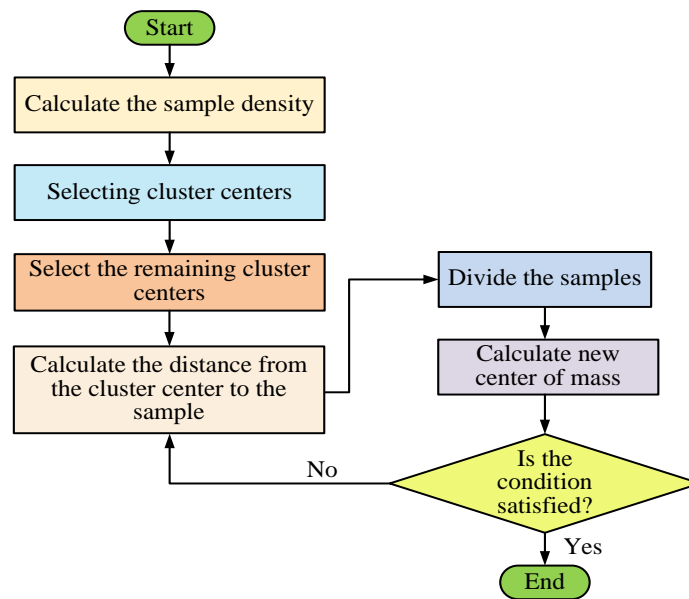 Start
Calculate the sample density
Selecting cluster centers
Select the remaining cluster
centers
Calculate the distance from
the cluster center to the
sample
Divide the samples
Calculate new
center of mass
Is the
condition
satisfied?
No
Yes
End